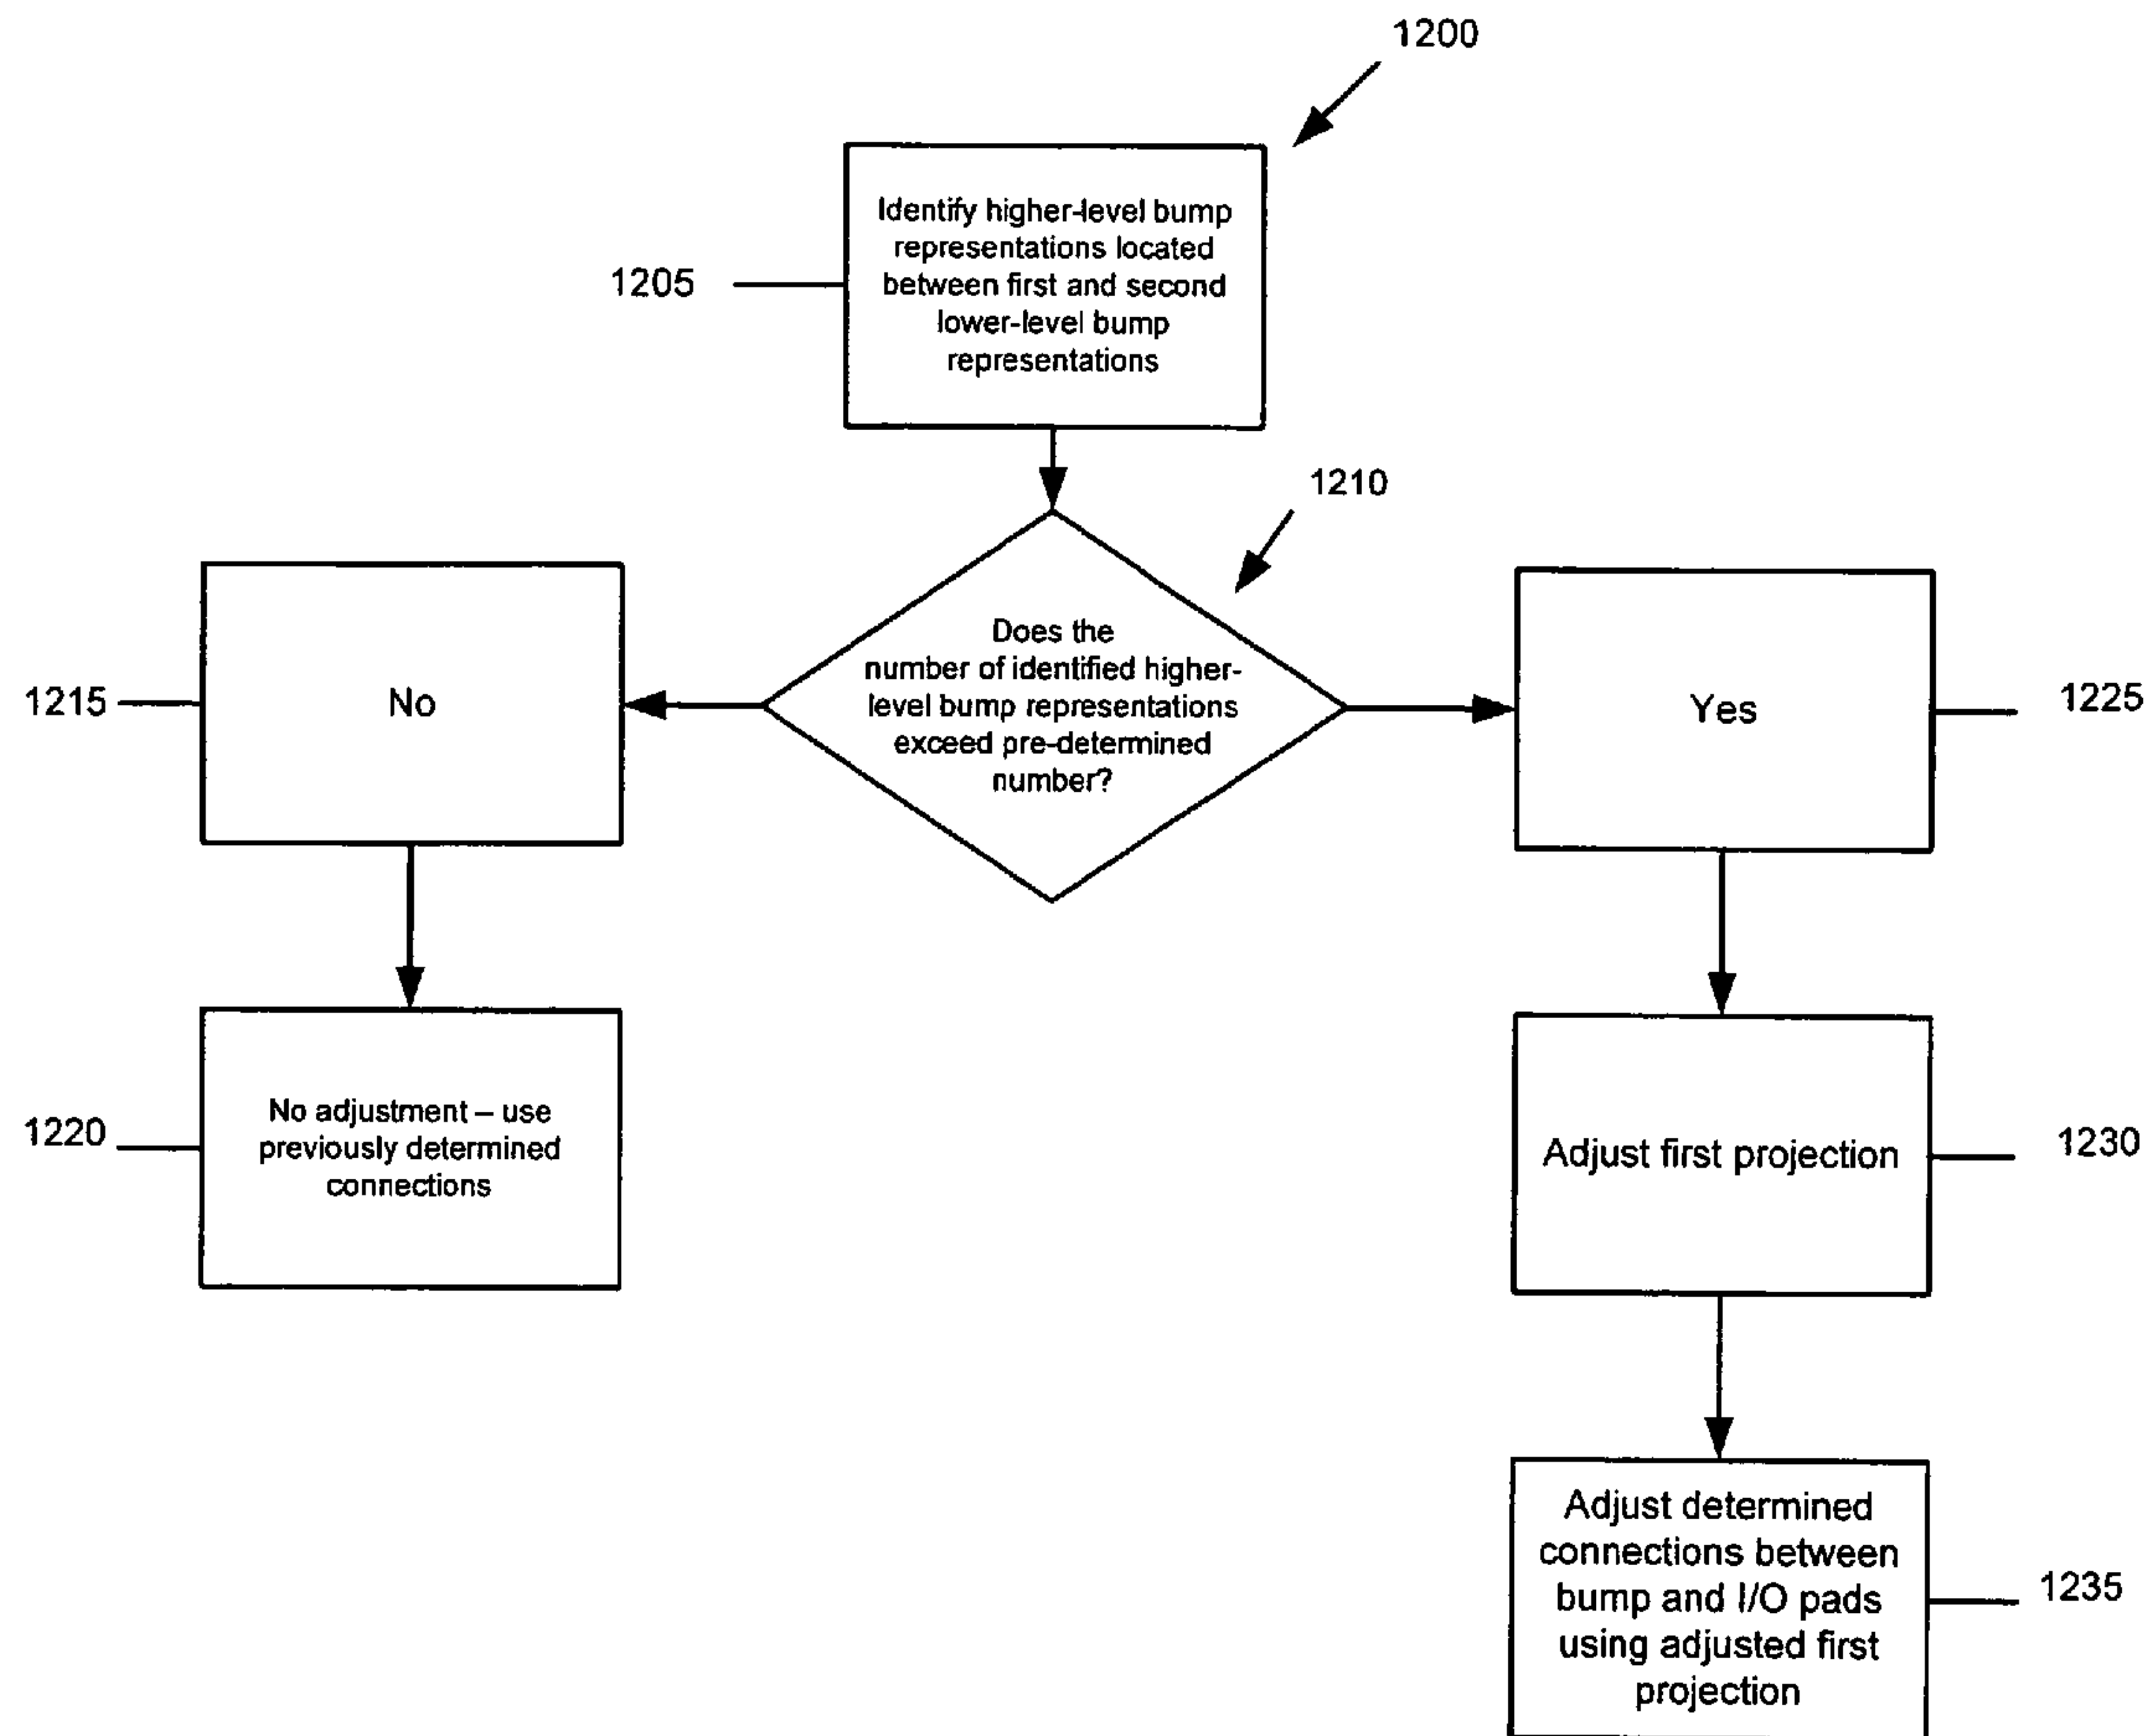 1200
Identify higher-level bump
representations located
between first and second
lower-level bump
representations
1205
1210
Does the
number of identified higher-
level bump representations
exceed pre-determined
number?
1215
No
Yes
1225
1220
No adjustment – use
previously determined
connections
Adjust first projection
1230
Adjust determined
connections between
bump and I/O pads
using adjusted first
projection
1235